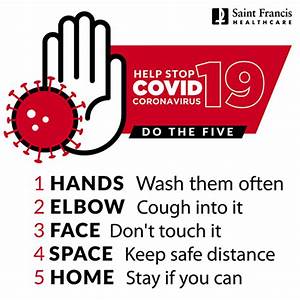 Saint Francis
HEALTHCARE
HELP STOP
COVID 19
CORONAVIRUS
DO THE FIVE
1 HANDS Wash them often
2 ELBOW Cough into it
3 FACE Don't touch it
4 SPACE Keep safe distance
5 HOME Stay if you can